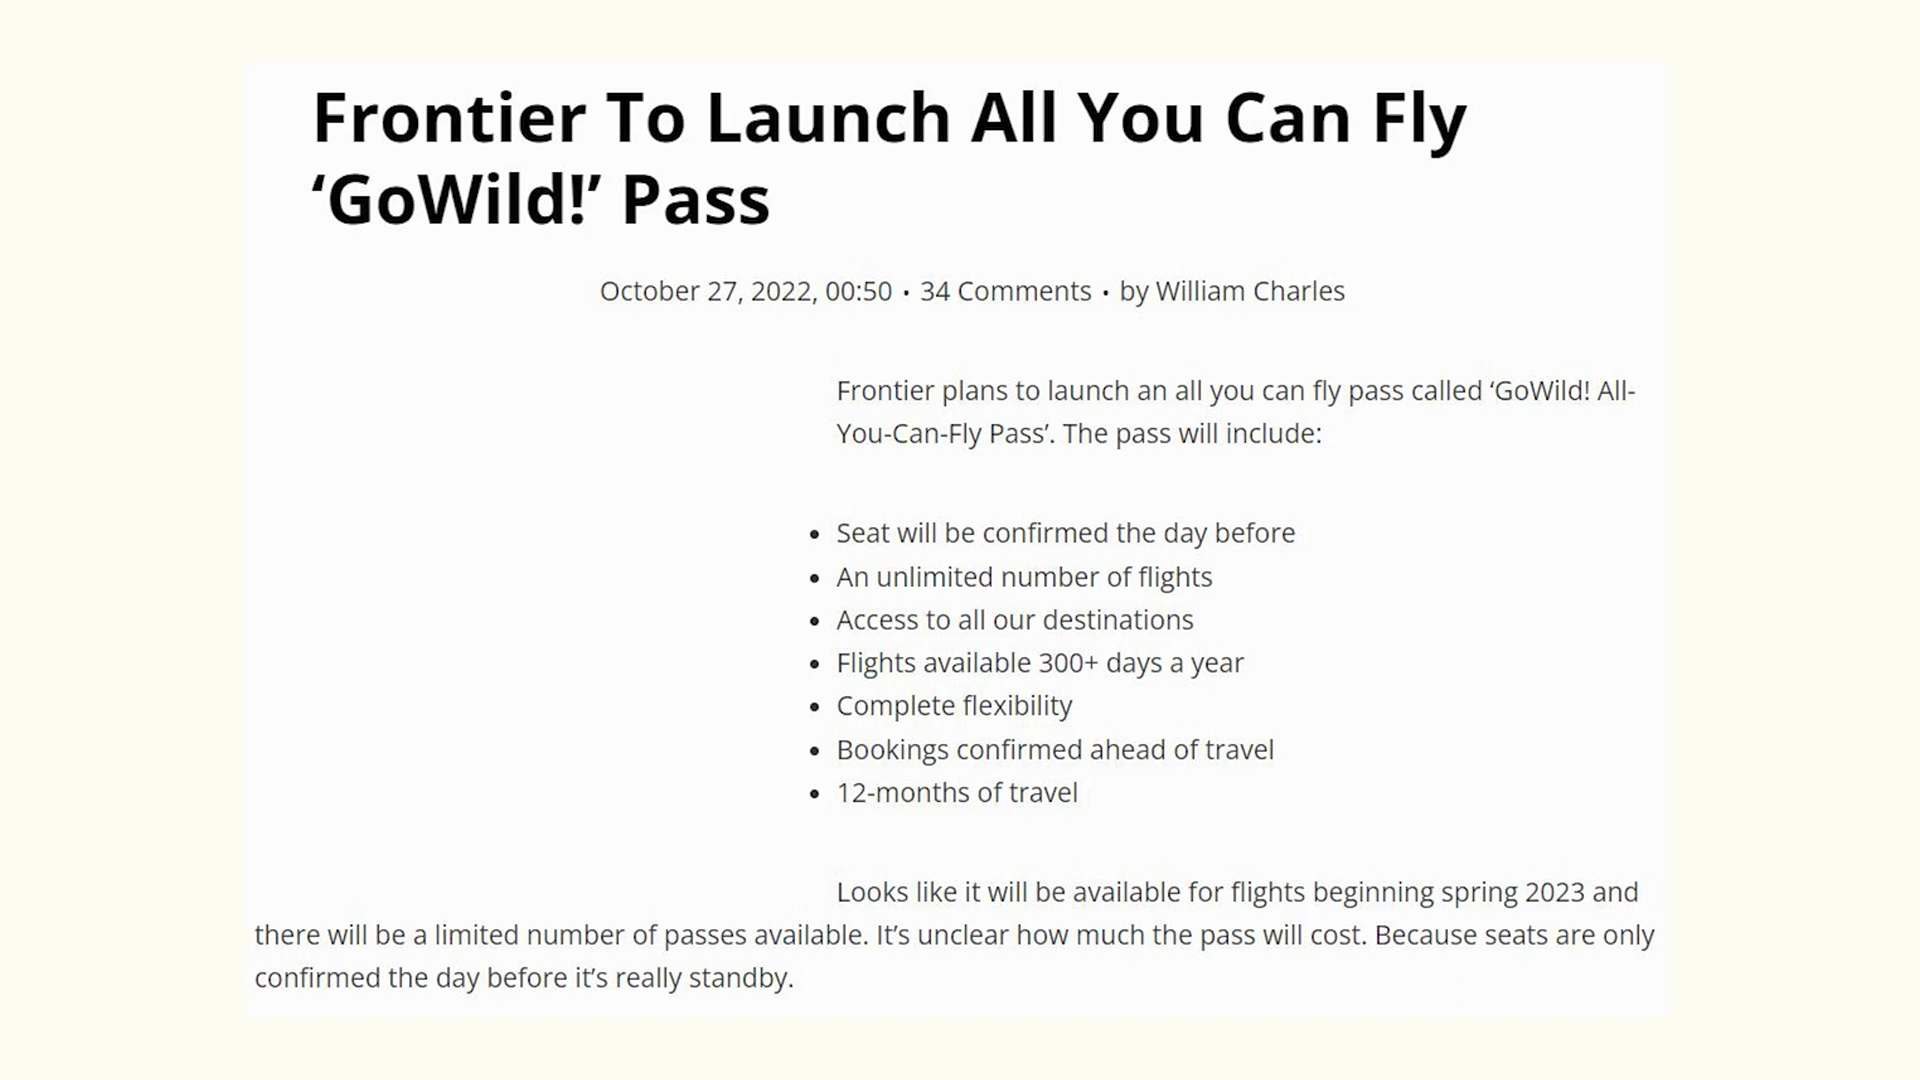 Frontier To Launch All You Can Fly
‘GoWild!’ Pass
October 27, 2022, 00:50 • 34 Comments • by William Charles
Frontier plans to launch an all you can fly pass called ‘GoWild! All-
You-Can-Fly Pass’. The pass will include:
• Seat will be confirmed the day before
• An unlimited number of flights
• Access to all our destinations
• Flights available 300+ days a year
• Complete flexibility
• Bookings confirmed ahead of travel
• 12-months of travel
Looks like it will be available for flights beginning spring 2023 and
there will be a limited number of passes available. It’s unclear how much the pass will cost. Because seats are only
confirmed the day before it’s really standby.